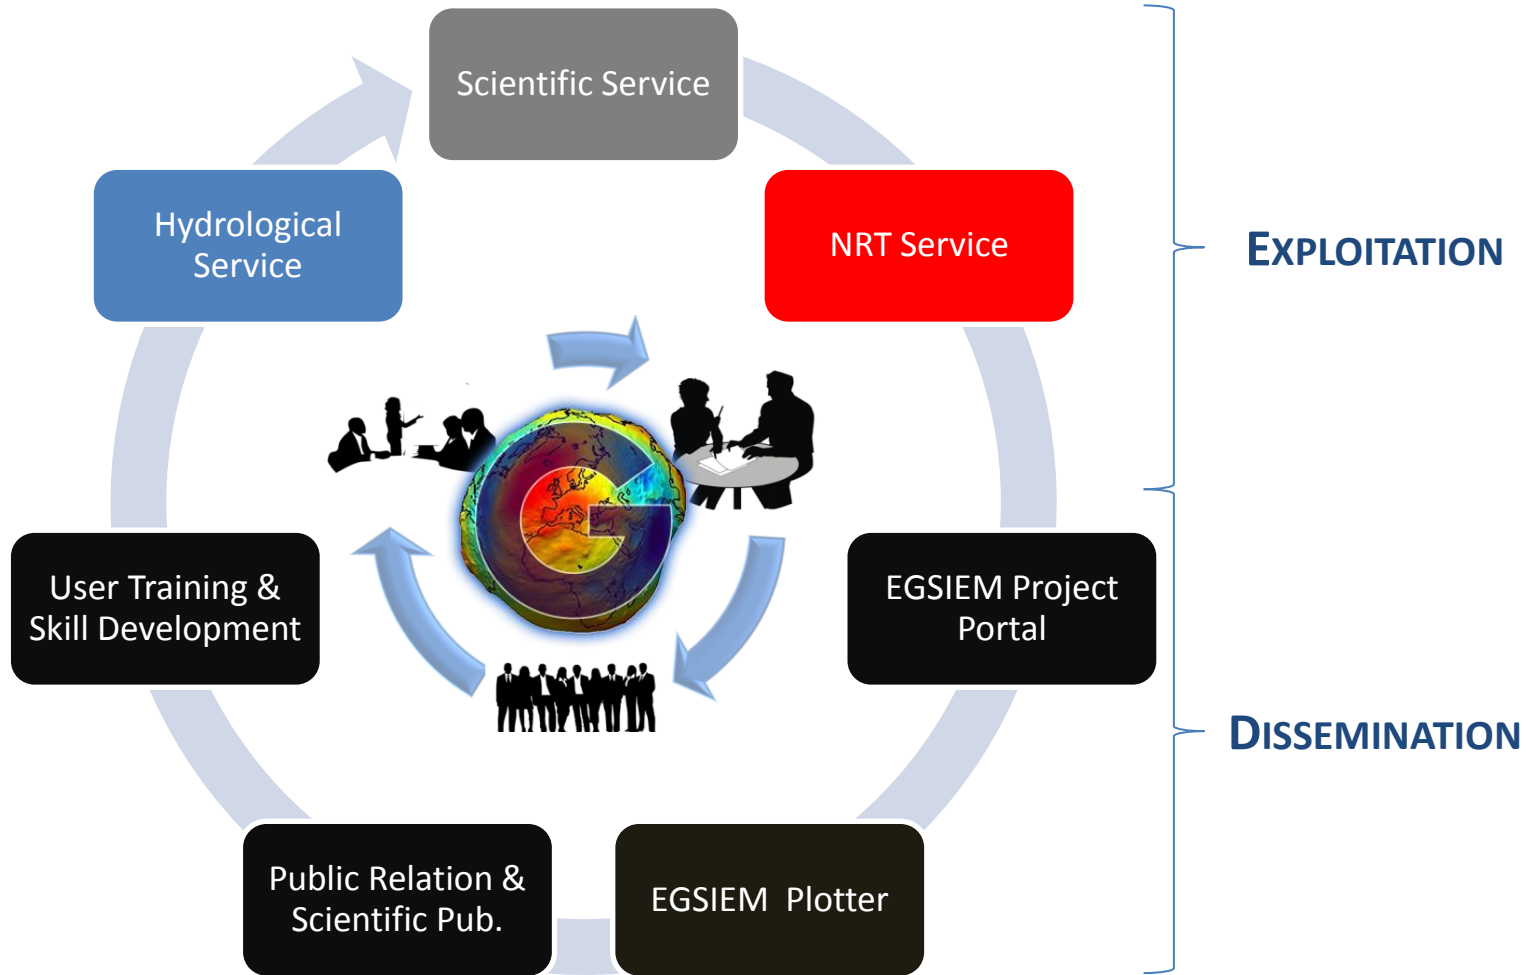 Scientific Service
Hydrological
Service
NRT Service
EXPLOITATION
G
User Training &
Skill Development
EGSIEM Project
Portal
DISSEMINATION
Public Relation &
Scientific Pub.
EGSIEM Plotter